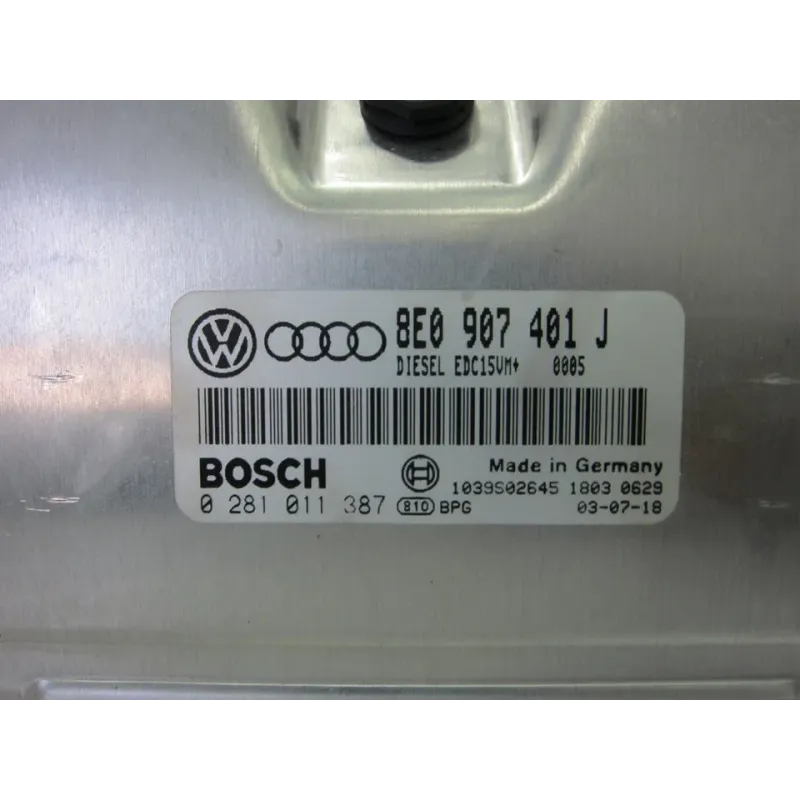 8E0 907 401 J
DIESEL EDC15VM+ 0005
BOSCH
Made in Germany
1039S02645 1803 0629
0 281 011 387 810 BPG 03-07-18